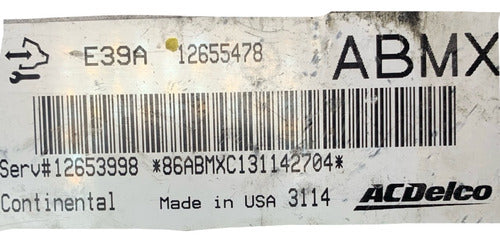 E39A 12655478 ABMX
Serv#12653998 *86ABMXC131142704*
Continental Made in USA 3114 ACDelco